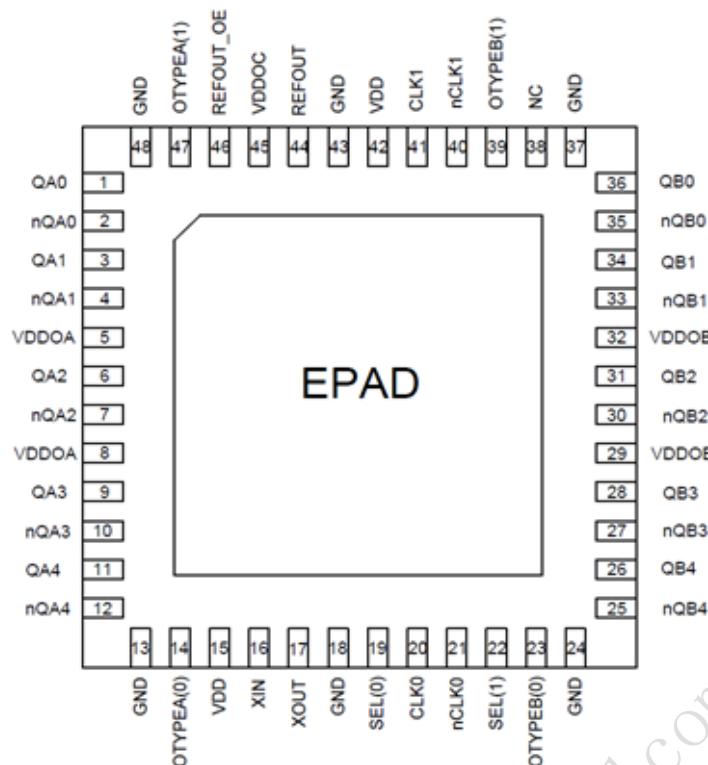 GND OTYPEA(1) REFOUT_OE VDDOC REFOUT GND VDD CLK1 nCLK1 OTYPEB(1) NC GND
48 47 46 45 44 43 42 41 40 39 38 37
QA0 1 36 QB0
nQA0 2 35 nQB0
QA1 3 34 QB1
nQA1 4 33 nQB1
VDDOA 5 32 VDDOB
QA2 6 31 QB2
EPAD
nQA2 7 30 nQB2
VDDOA 8 29 VDDOB
QA3 9 28 QB3
nQA3 10 27 nQB3
QA4 11 26 QB4
nQA4 12 25 nQB4
13 14 15 16 17 18 19 20 21 22 23 24
GND OTYPEA(0) VDD XIN XOUT GND SEL(0) CLK0 nCLK0 SEL(1) OTYPEB(0) GND